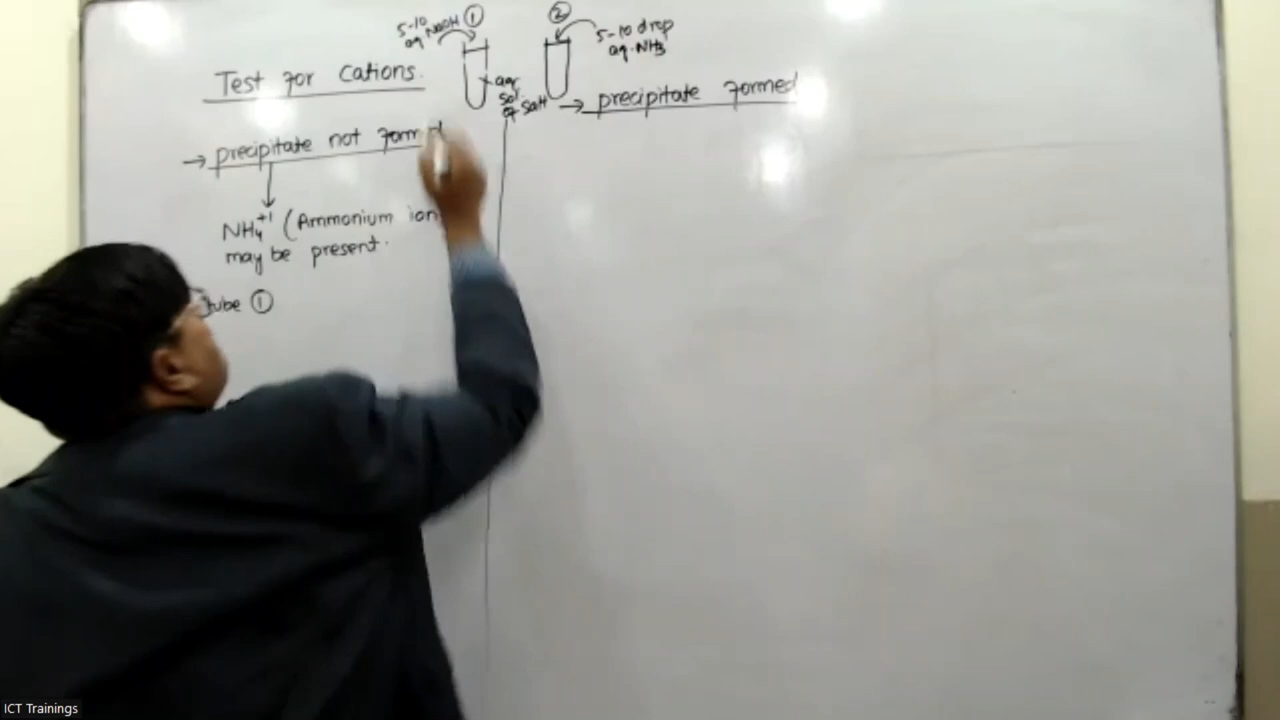 5-10
aq NaOH ①
②
5-10 drop
aq. NH3
Test for Cations.
aq.
sol.
of salt
→ precipitate formed
→ precipitate not formed
NH4+1 (Ammonium ion
may be present.
tube ①
ICT Trainings